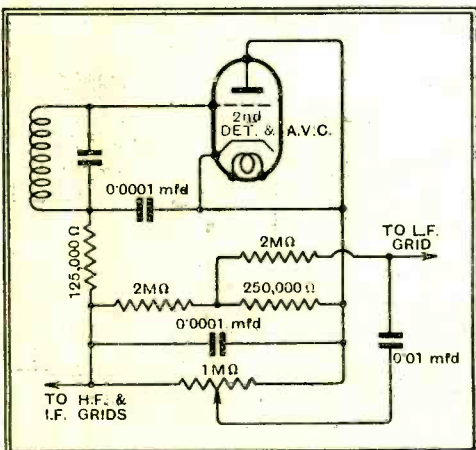 2nd
DET. & A.V.C.
0·0001 mfd
125,000 Ω
2MΩ
TO L.F.
GRID
2MΩ
250,000 Ω
0·0001 mfd
0·01 mfd
1MΩ
TO H.F. &
I.F. GRIDS